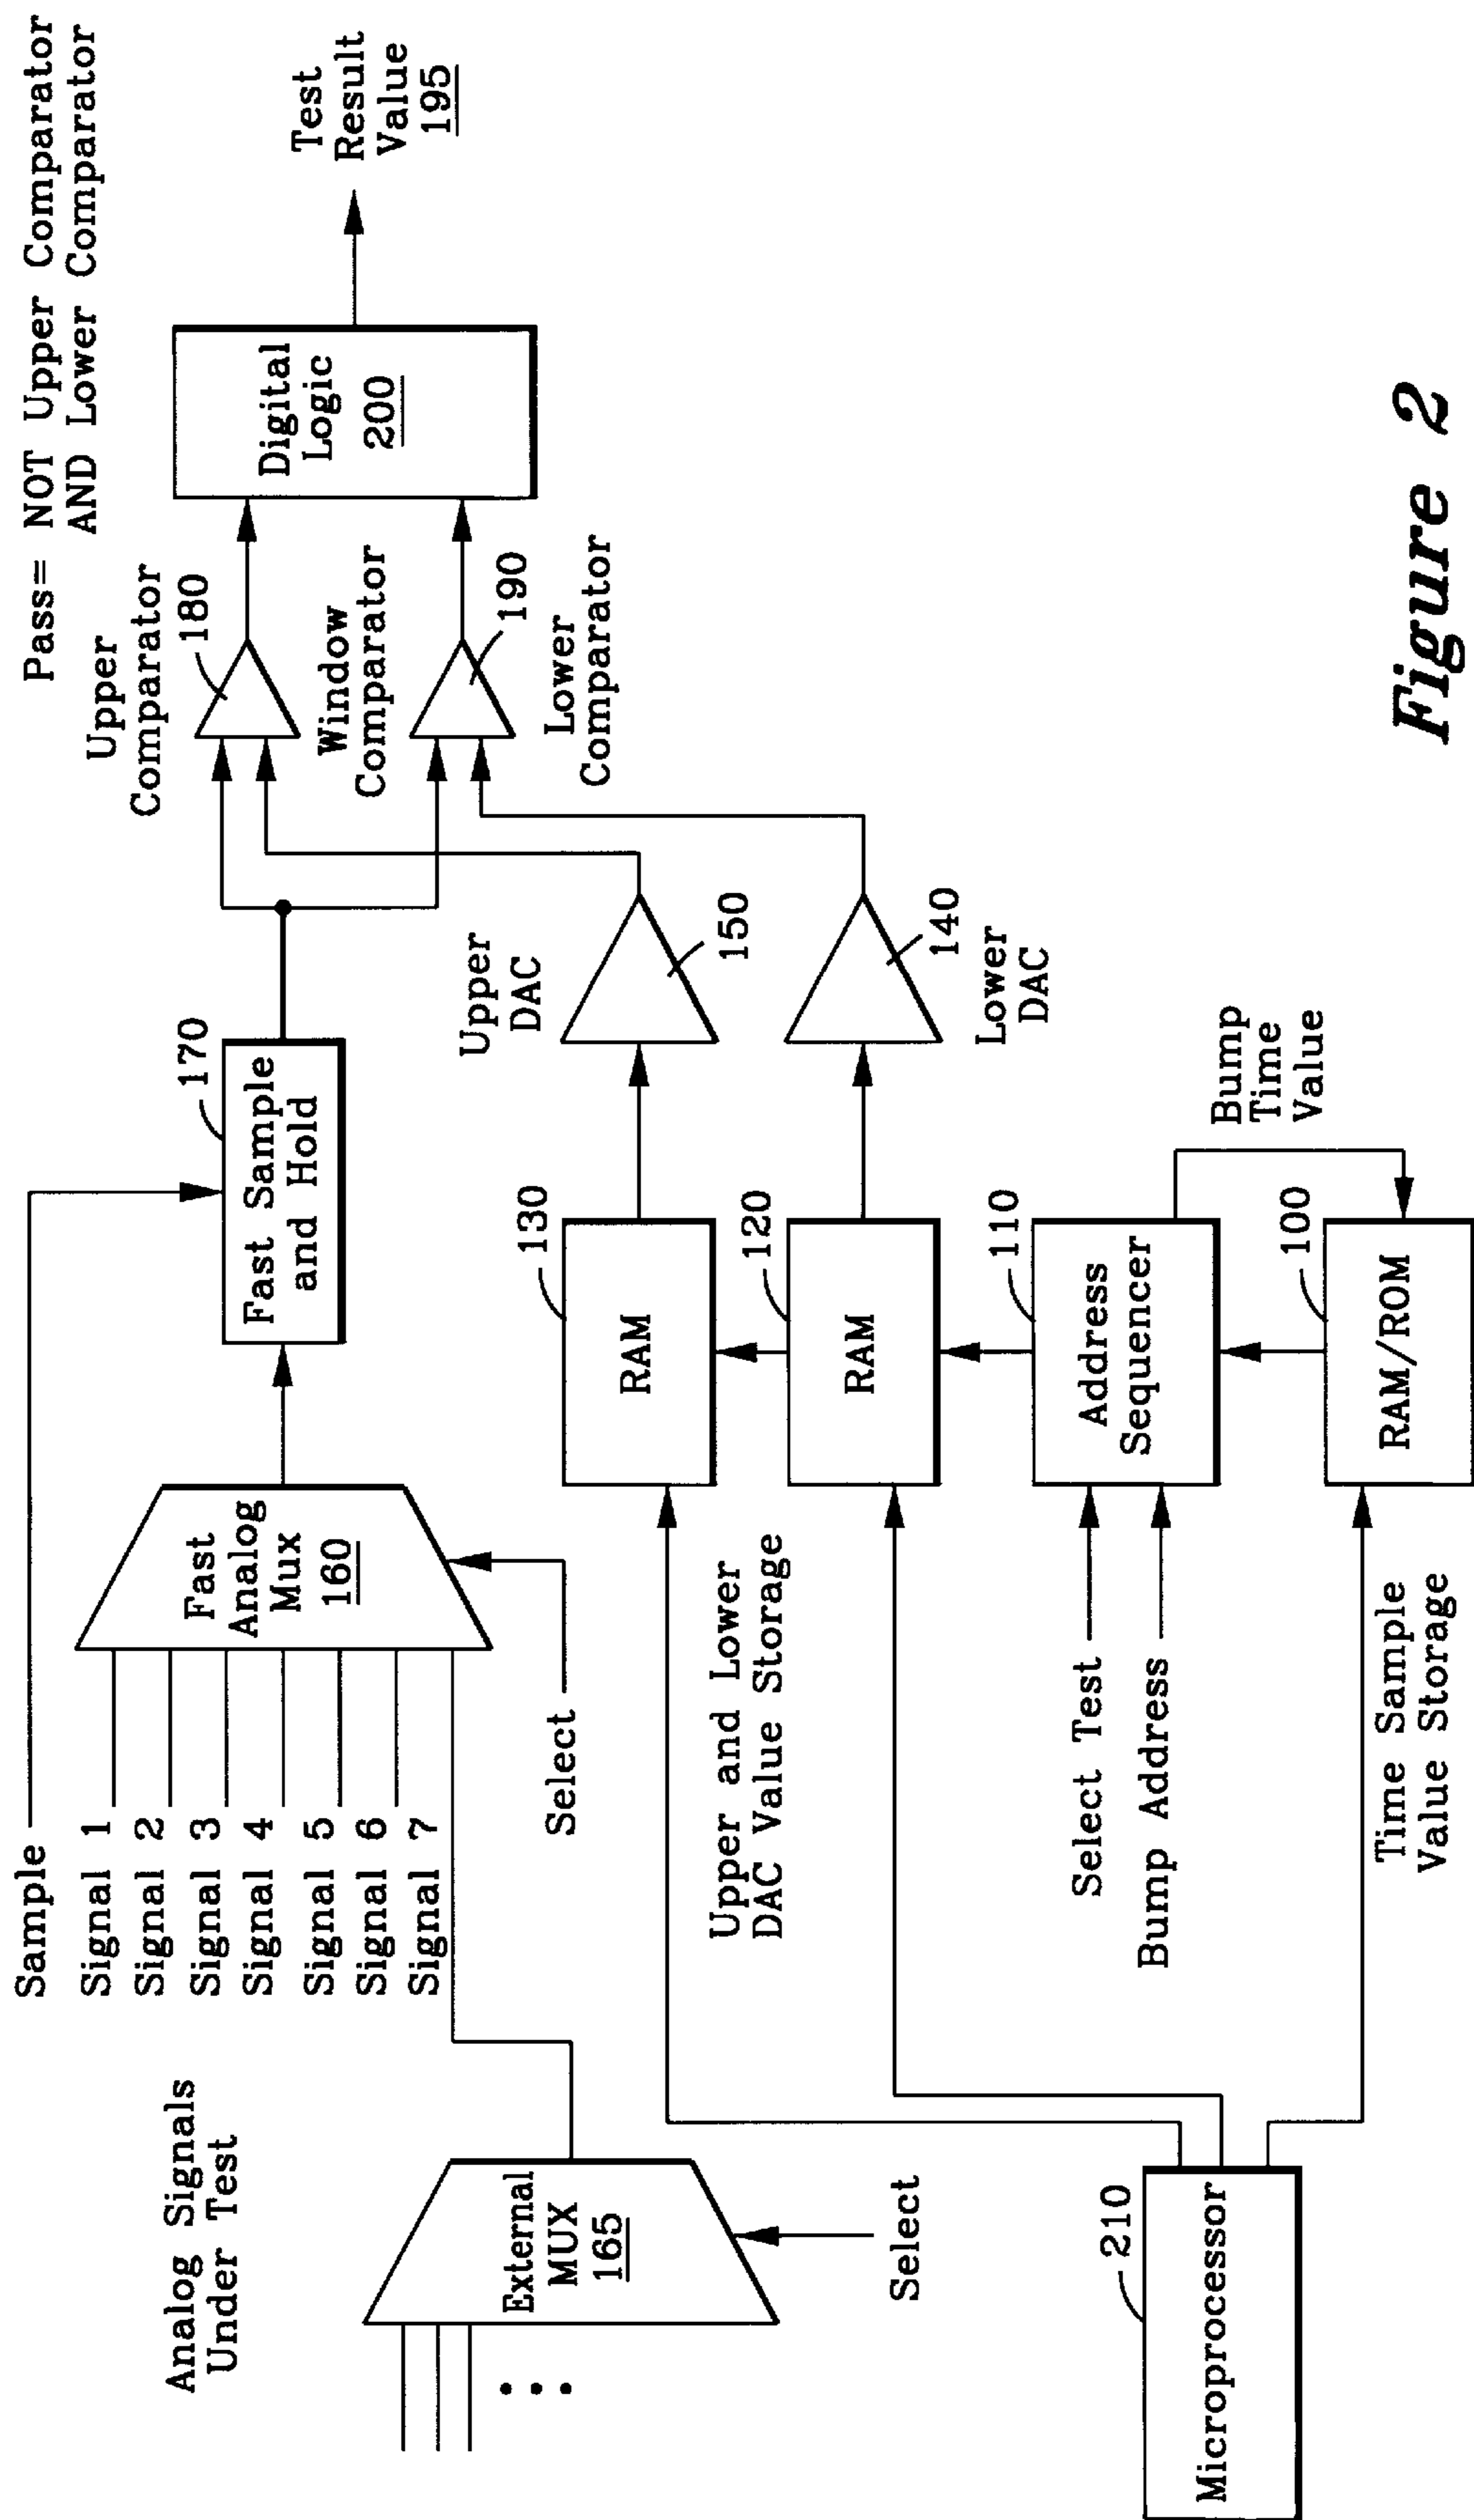 Pass= NOT Upper Comparator
AND Lower Comparator
Sample
Signal 1
Signal 2
Signal 3
Signal 4
Signal 5
Signal 6
Signal 7
Analog Signals
Under Test
External
MUX
165
Select
Fast
Analog
Mux
160
Select
170
Fast Sample
and Hold
Upper
Comparator
180
Window
Comparator
190
Lower
Comparator
Digital
Logic
200
Test
Result
Value
195
Upper
DAC
150
140
Lower
DAC
130
RAM
120
RAM
Upper and Lower
DAC Value Storage
110
Address
Sequencer
Select Test
Bump Address
Bump
Time
Value
100
RAM/ROM
Time Sample
Value Storage
210
Microprocessor
Figure 2